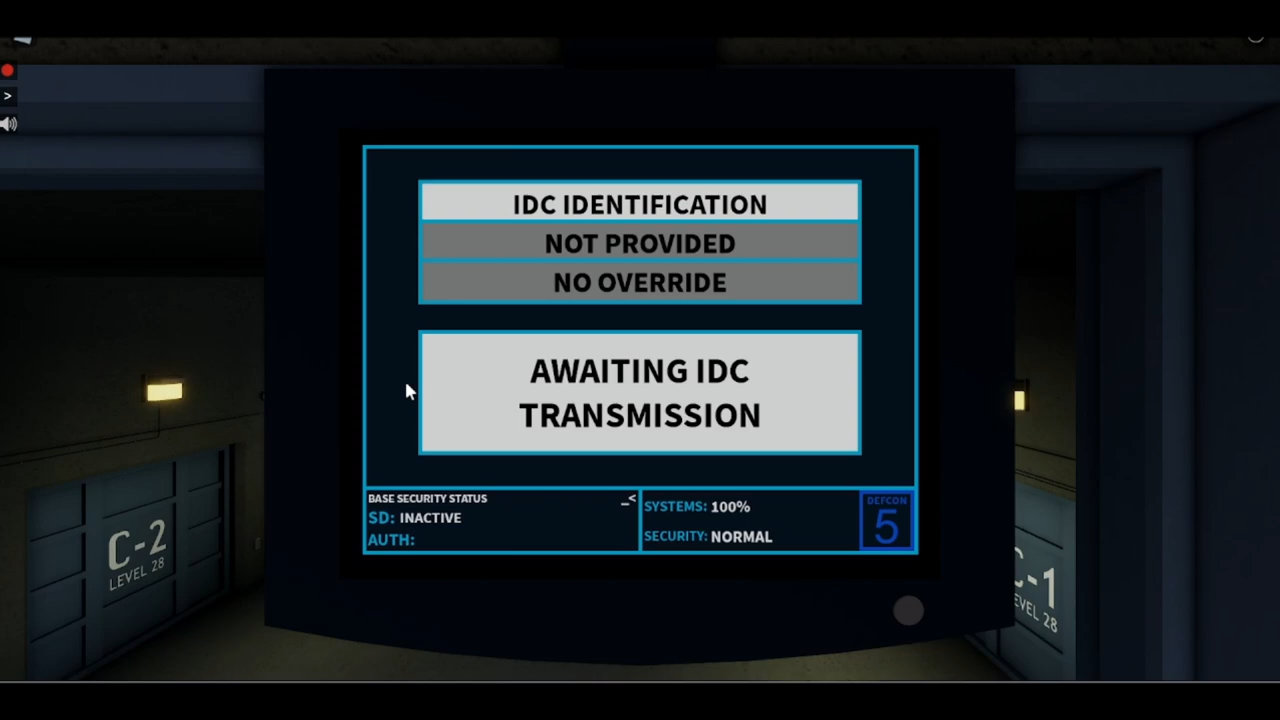 >
IDC IDENTIFICATION
NOT PROVIDED
NO OVERRIDE
AWAITING IDC
TRANSMISSION
BASE SECURITY STATUS
_<
SD: INACTIVE
AUTH:
SYSTEMS: 100%
SECURITY: NORMAL
DEFCON
5
C-2
LEVEL 28
C-1
LEVEL 28